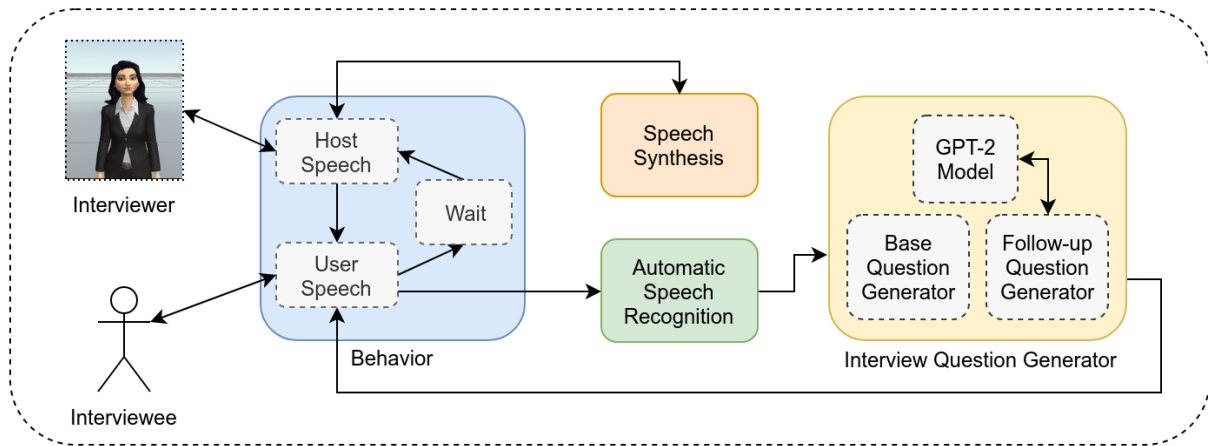 Interviewer
Host
Speech
Wait
User
Speech
Behavior
Interviewee
Speech
Synthesis
Automatic
Speech
Recognition
GPT-2
Model
Base
Question
Generator
Follow-up
Question
Generator
Interview Question Generator